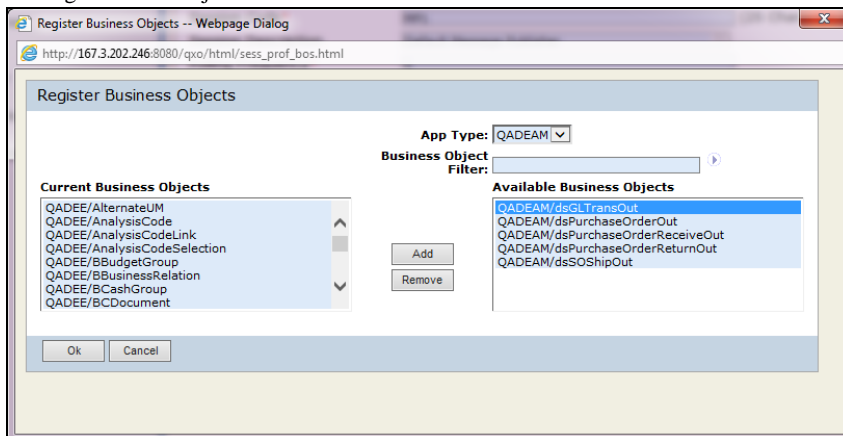 Register Business Objects -- Webpage Dialog
http://167.3.202.246:8080/qxo/html/sess_prof_bos.html
Register Business Objects
App Type: QADEAM
Business Object
Filter:
Current Business Objects
Available Business Objects
QADEE/AlternateUM
QADEE/AnalysisCode
QADEE/AnalysisCodeLink
QADEE/AnalysisCodeSelection
QADEE/BBudgetGroup
QADEE/BBusinessRelation
QADEE/BCashGroup
QADEE/BCDocument
Add
Remove
QADEAM/dsGLTransOut
QADEAM/dsPurchaseOrderOut
QADEAM/dsPurchaseOrderReceiveOut
QADEAM/dsPurchaseOrderReturnOut
QADEAM/dsSOShipOut
Ok
Cancel